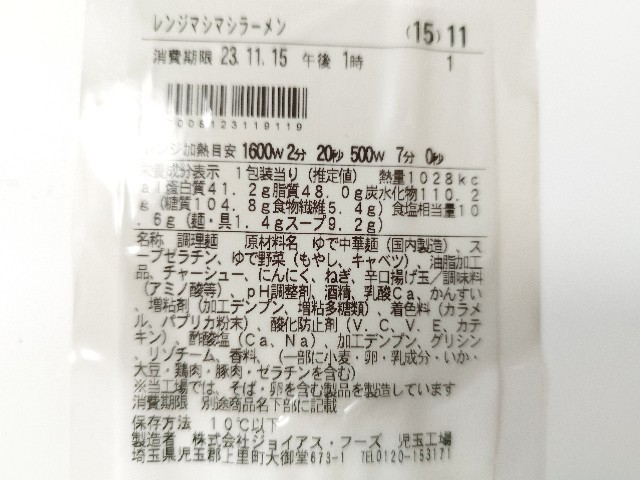 レンジマシマシラーメン (15)11
消費期限 23.11.15 午後 1時 1
008123119119
レンジ加熱目安 1600W 2分 20秒 500W 7分 0秒
栄養成分表示 1包装当り(推定値) 熱量1028kc
al蛋白質41.2g脂質48.0g炭水化物110.2
g(糖質104.8g食物繊維5.4g)食塩相当量10
.6g(麺・具1.4gスープ9.2g)
名称 調理麺 原材料名 ゆで中華麺(国内製造)、ス
ープゼラチン、ゆで野菜(もやし、キャベツ)、油脂加工
品、チャーシュー、にんにく、ねぎ、辛口揚げ玉/調味料
(アミノ酸等)、pH調整剤、酒精、乳酸Ca、かんすい
、増粘剤(加工デンプン、増粘多糖類)、着色料(カラメ
ル、パプリカ粉末)、酸化防止剤(V.C、V.E、カテ
キン)、酢酸塩(Ca、Na)、加工デンプン、グリシン
、リゾチーム、香料、(一部に小麦・卵・乳成分・いか・
大豆・鶏肉・豚肉・ゼラチンを含む)
※当工場では、そば・卵を含む製品を製造しています
消費期限 別途商品名下部に記載
保存方法 10℃以下
製造者 株式会社ジョイアス・フーズ 児玉工場
埼玉県児玉郡上里町大御堂673-1 TEL0120-153171